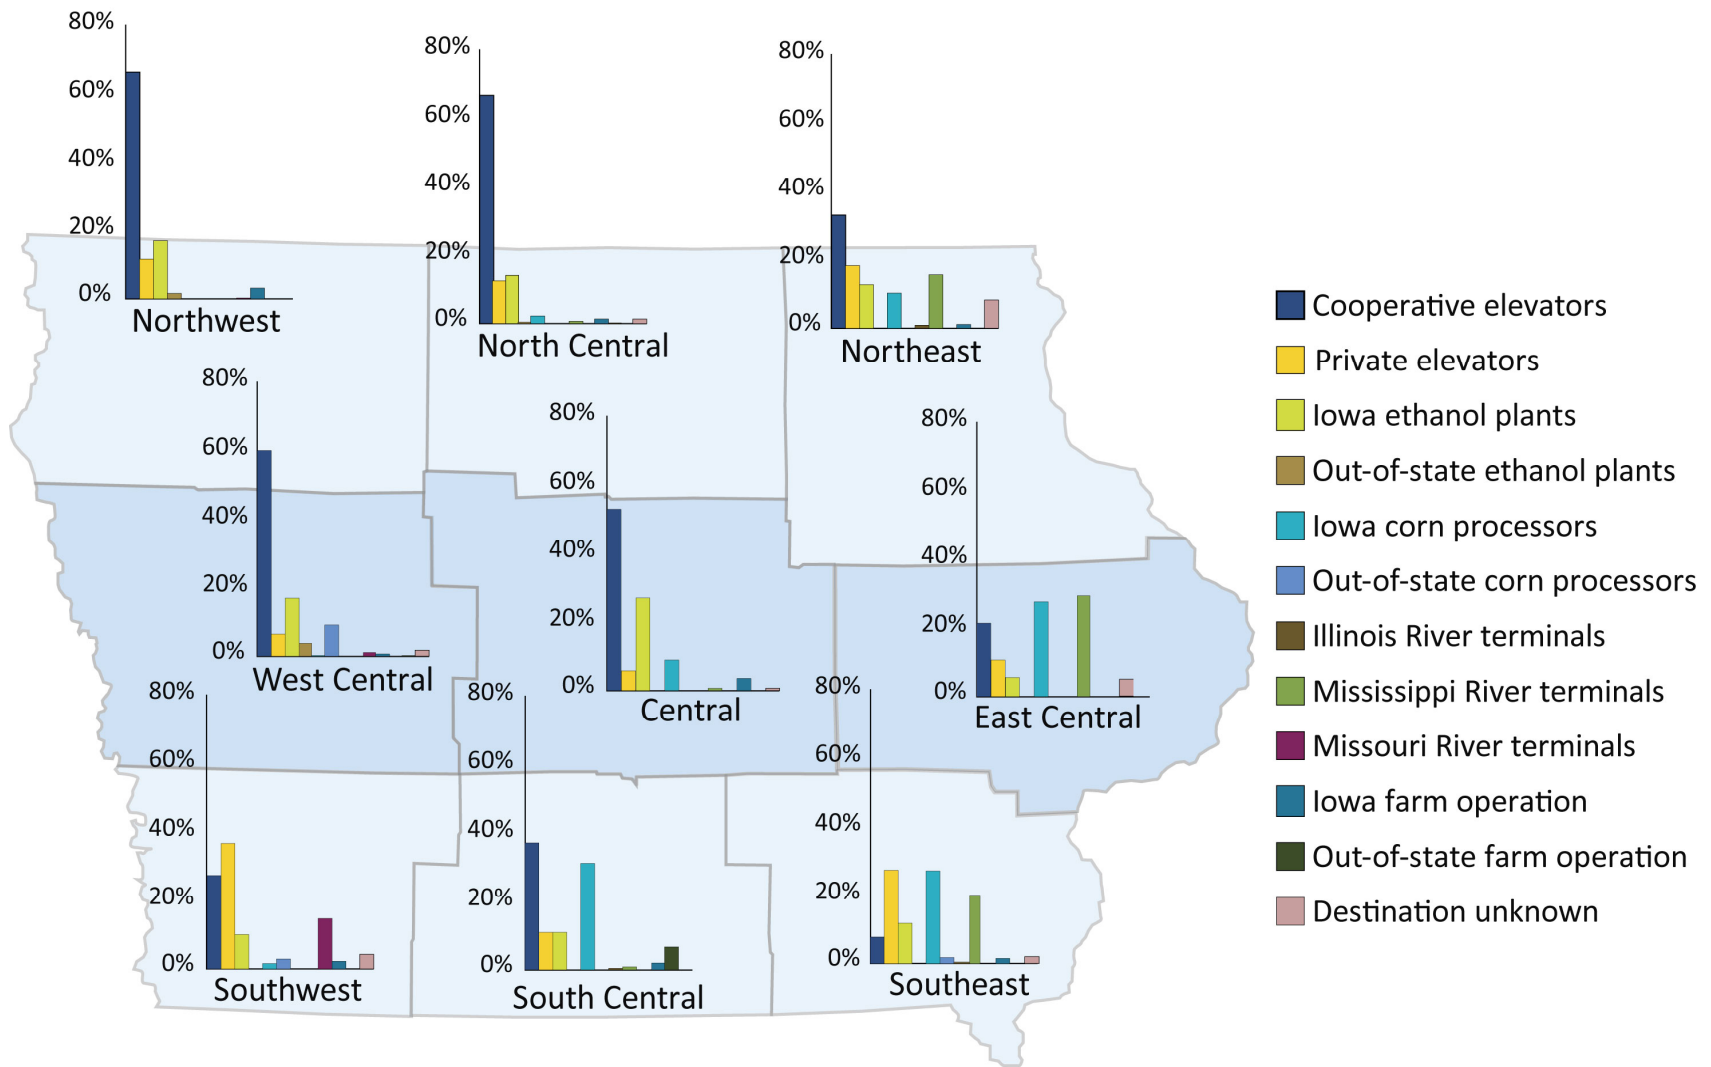 80%
60%
40%
20%
0%
Northwest
80%
60%
40%
20%
0%
North Central
80%
60%
40%
20%
0%
Northeast
80%
60%
40%
20%
0%
West Central
80%
60%
40%
20%
0%
Central
80%
60%
40%
20%
0%
East Central
80%
60%
40%
20%
0%
Southwest
80%
60%
40%
20%
0%
South Central
80%
60%
40%
20%
0%
Southeast
Cooperative elevators
Private elevators
Iowa ethanol plants
Out-of-state ethanol plants
Iowa corn processors
Out-of-state corn processors
Illinois River terminals
Mississippi River terminals
Missouri River terminals
Iowa farm operation
Out-of-state farm operation
Destination unknown